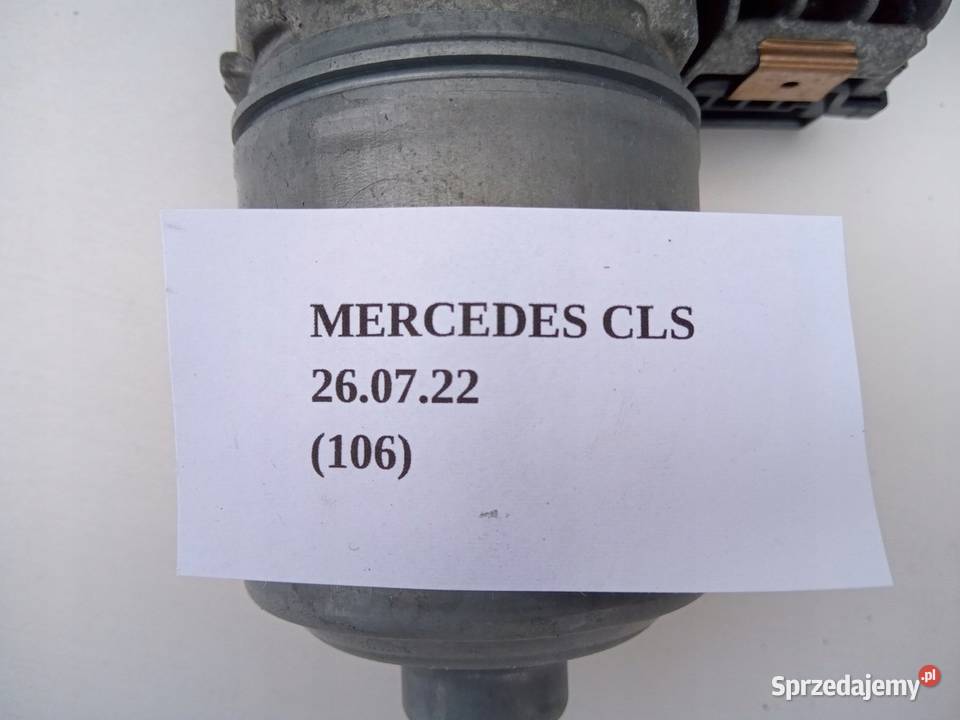 MERCEDES CLS
26.07.22
(106)
Sprzedajemy.pl